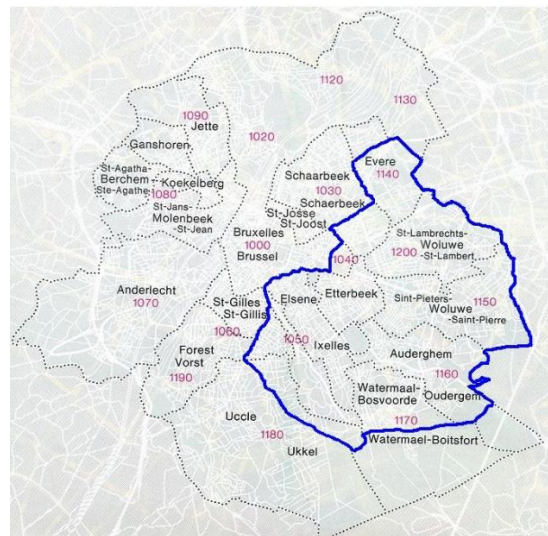 1120
1130
1090
Jette
1020
Ganshoren
Evere
1140
St-Agatha-
Berchem
Ste-Agathe
Koekelberg
1080
St-Jans-
Molenbeek
-St-Jean
Schaarbeek
1030
Schaerbeek
St-Josse
St-Joost
Bruxelles
1000
Brussel
1040
St-Lambrechts-
Woluwe
-St-Lambert
1200
Anderlecht
1070
St-Gilles
St-Gillis
1060
Elsene
Etterbeek
Sint-Pieters-
Woluwe
-Saint-Pierre
1150
1050
Ixelles
Forest
Vorst
1190
Auderghem
1160
Oudergem
Watermaal-
Bosvoorde
1170
Watermael-Boitsfort
Uccle
1180
Ukkel